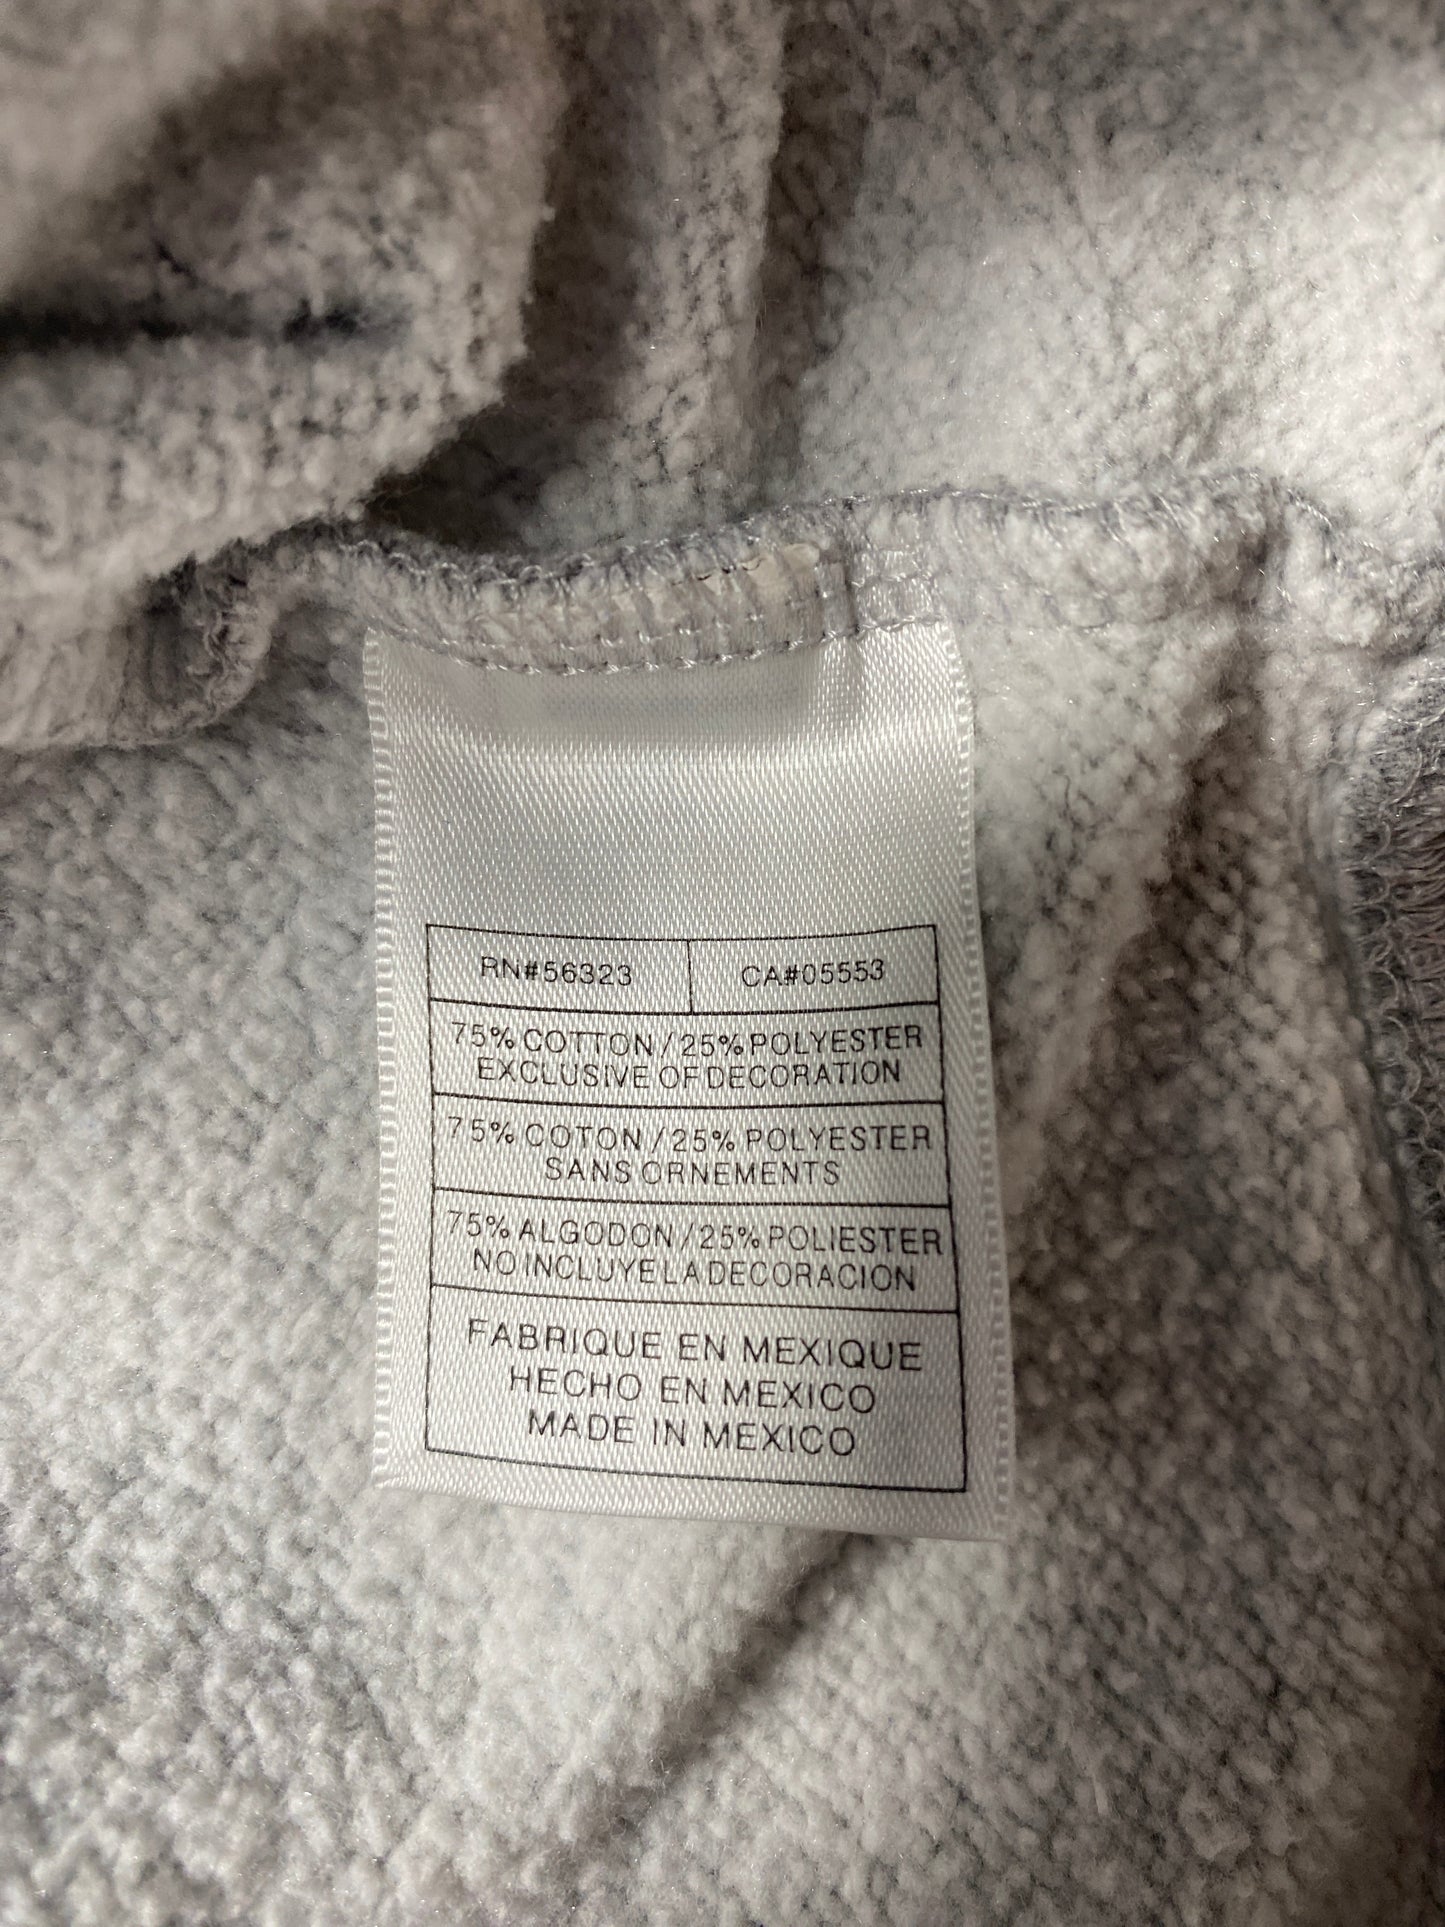 RN#56323 CA#05553
75% COTTON / 25% POLYESTER
EXCLUSIVE OF DECORATION
75% COTON / 25% POLYESTER
SANS ORNEMENTS
75% ALGODON / 25% POLIESTER
NO INCLUYE LA DECORACION
FABRIQUE EN MEXIQUE
HECHO EN MEXICO
MADE IN MEXICO